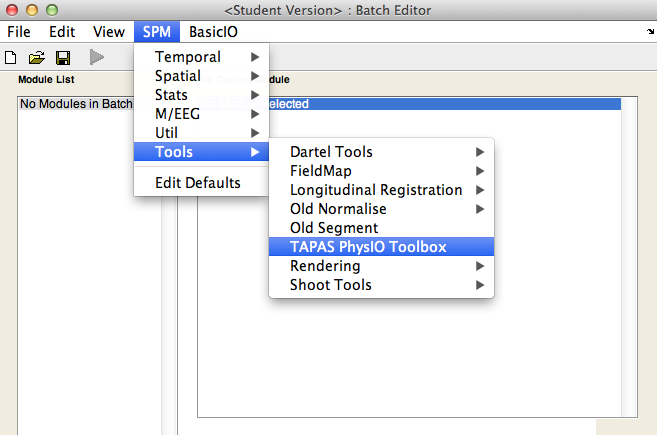 <Student Version> : Batch Editor
File Edit View SPM BasicIO
Module List
dule
No Modules in Batch
elected
Temporal
Spatial
Stats
M/EEG
Util
Tools
Edit Defaults
Dartel Tools
FieldMap
Longitudinal Registration
Old Normalise
Old Segment
TAPAS PhysIO Toolbox
Rendering
Shoot Tools